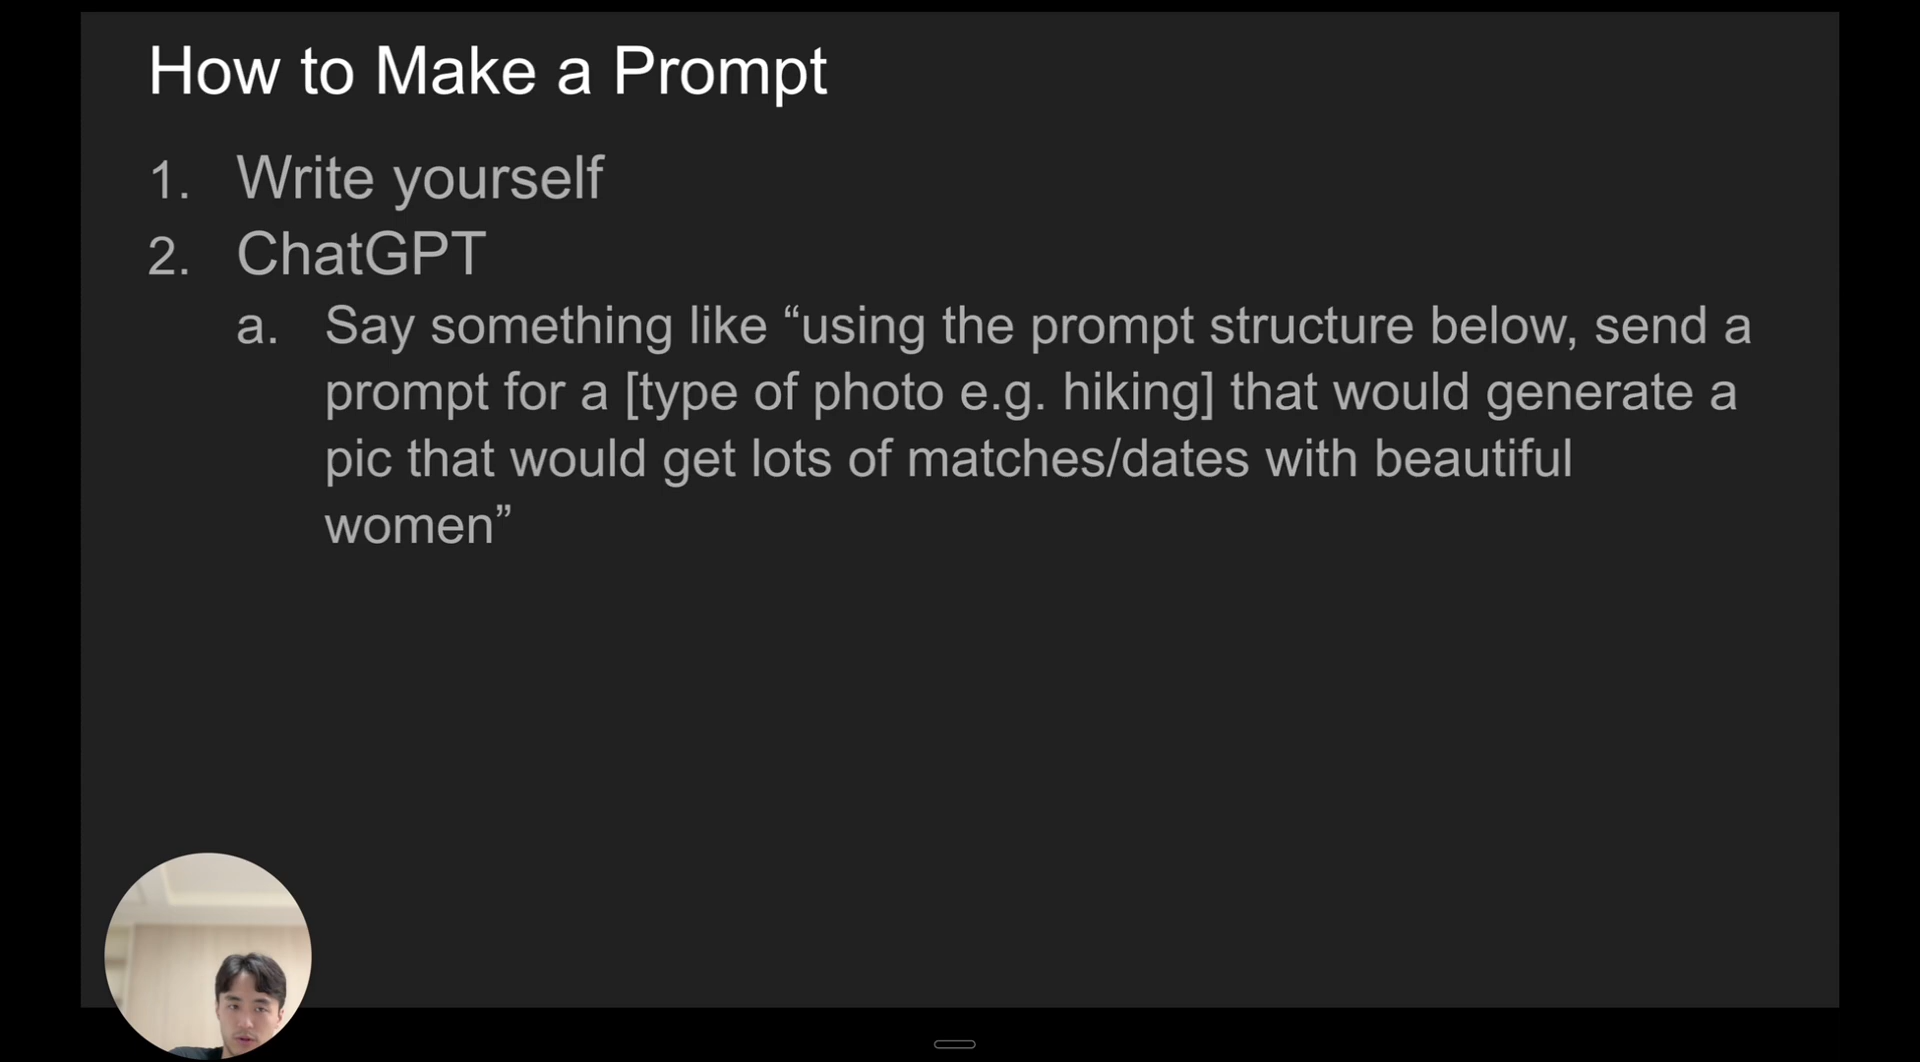 How to Make a Prompt
1. Write yourself
2. ChatGPT
a. Say something like “using the prompt structure below, send a
prompt for a [type of photo e.g. hiking] that would generate a
pic that would get lots of matches/dates with beautiful
women”